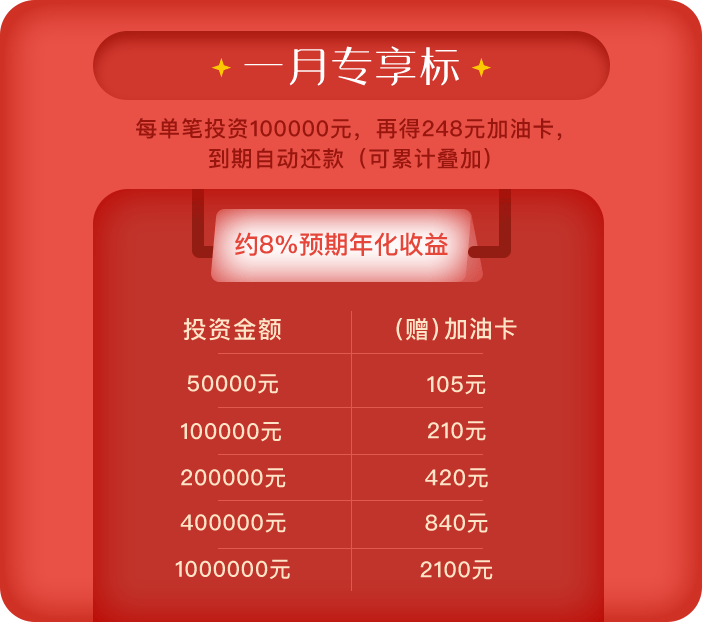 一月专享标
每单笔投资100000元，再得248元加油卡，
到期自动还款（可累计叠加）
约8%预期年化收益
投资金额 (赠)加油卡
50000元 105元
100000元 210元
200000元 420元
400000元 840元
1000000元 2100元